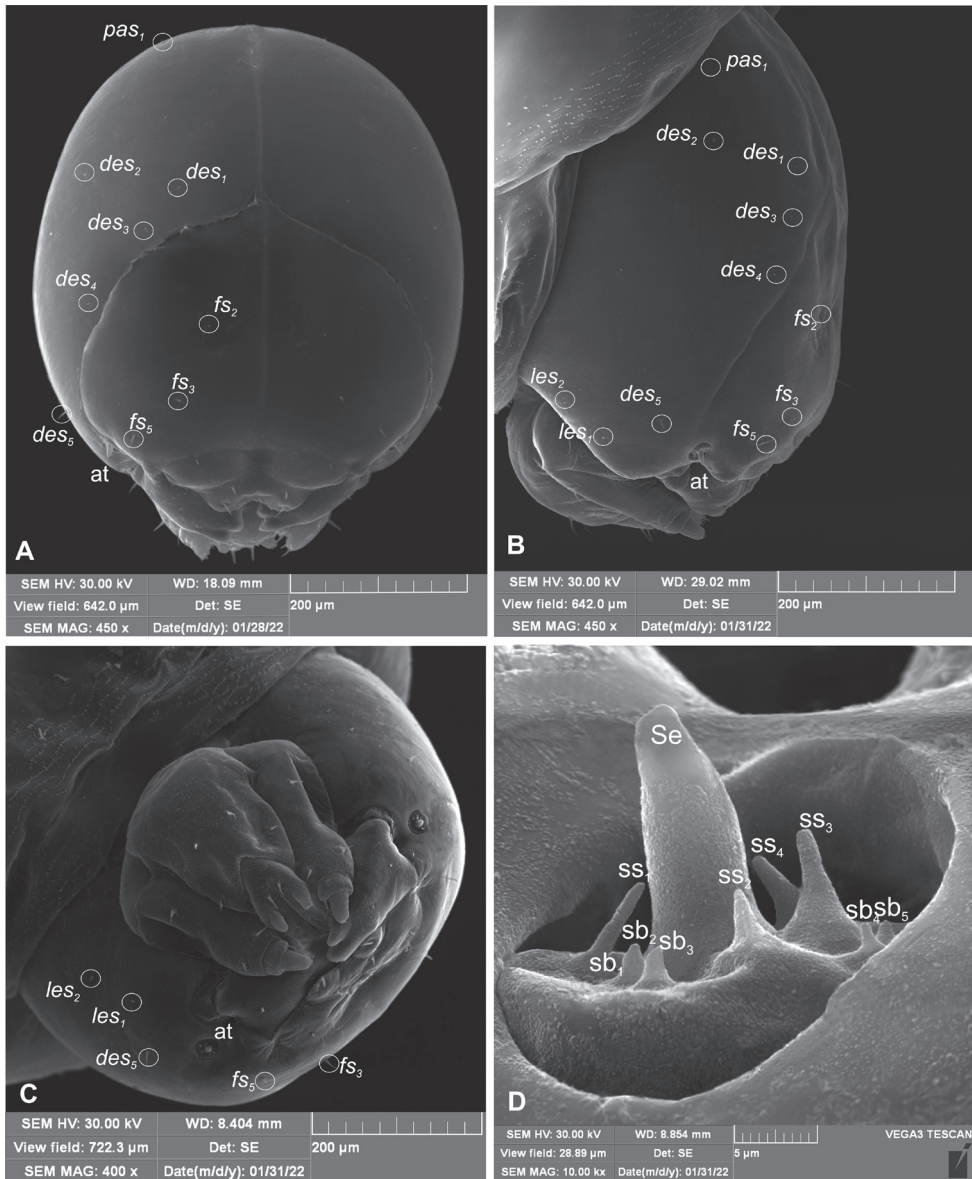 pas₁
des₂
des₁
des₃
des₄
fs₂
fs₃
des₅
fs₅
at
A
SEM HV: 30.00 kV WD: 18.09 mm
View field: 642.0 µm Det: SE 200 µm
SEM MAG: 450 x Date(m/d/y): 01/28/22
pas₁
des₂
des₁
des₃
des₄
fs₂
les₂
des₅
fs₃
les₁
fs₅
at
B
SEM HV: 30.00 kV WD: 29.02 mm
View field: 642.0 µm Det: SE 200 µm
SEM MAG: 450 x Date(m/d/y): 01/31/22
les₂
les₁
at
des₅
fs₅
fs₃
C
SEM HV: 30.00 kV WD: 8.404 mm
View field: 722.3 µm Det: SE 200 µm
SEM MAG: 400 x Date(m/d/y): 01/31/22
Se
ss₃
ss₄
ss₁
ss₂
sb₄
sb₅
sb₂
sb₃
sb₁
D
SEM HV: 30.00 kV WD: 8.854 mm VEGA3 TESCAN
View field: 28.89 µm Det: SE 5 µm
SEM MAG: 10.00 kx Date(m/d/y): 01/31/22